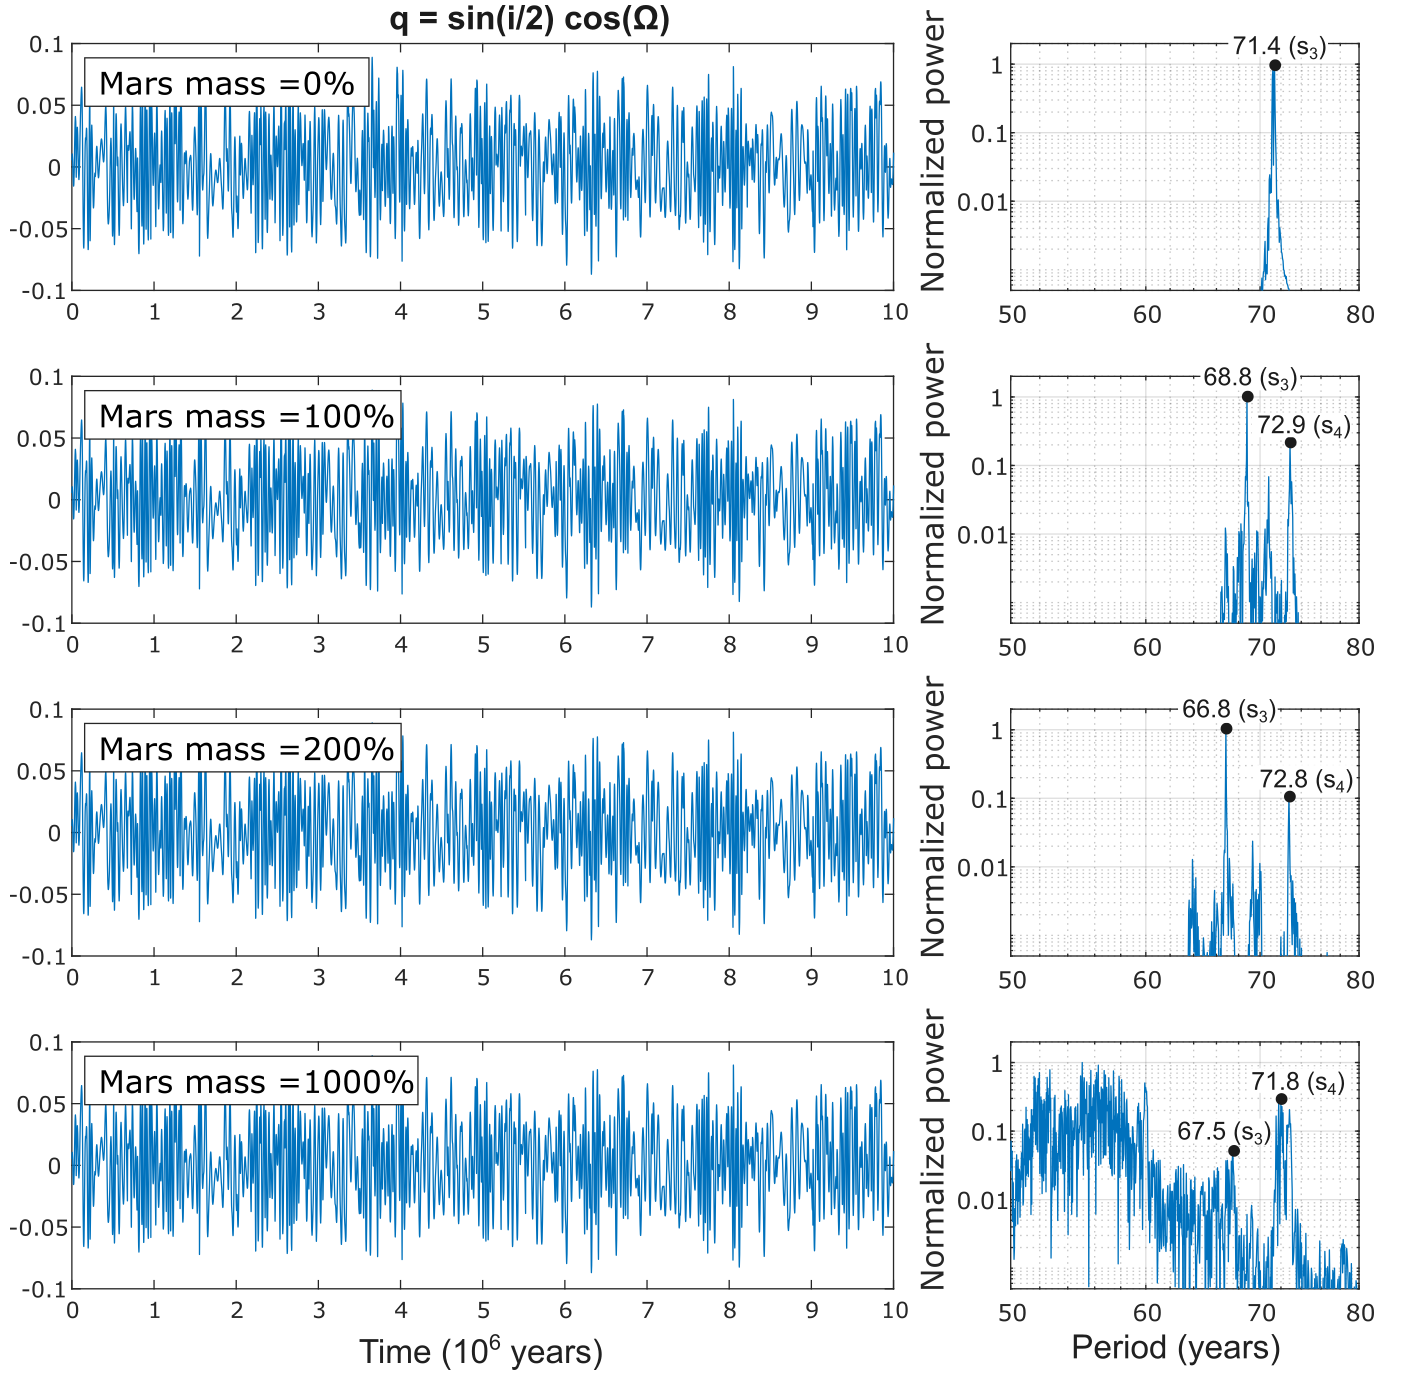 q = sin(i/2) cos(Ω)
Mars mass =0%
0.1
0.05
0
-0.05
-0.1
0 1 2 3 4 5 6 7 8 9 10
Normalized power
71.4 (s₃)
1
0.1
0.01
50 60 70 80
Mars mass =100%
0.1
0.05
0
-0.05
-0.1
0 1 2 3 4 5 6 7 8 9 10
Normalized power
68.8 (s₃)
72.9 (s₄)
1
0.1
0.01
50 60 70 80
Mars mass =200%
0.1
0.05
0
-0.05
-0.1
0 1 2 3 4 5 6 7 8 9 10
Normalized power
66.8 (s₃)
72.8 (s₄)
1
0.1
0.01
50 60 70 80
Mars mass =1000%
0.1
0.05
0
-0.05
-0.1
0 1 2 3 4 5 6 7 8 9 10
Time (10⁶ years)
Normalized power
71.8 (s₄)
67.5 (s₃)
1
0.1
0.01
50 60 70 80
Period (years)